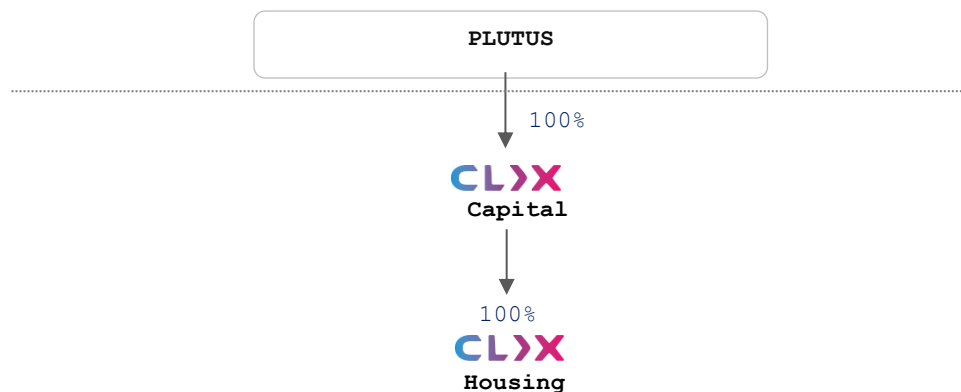 PLUTUS
100%
CLIX
Capital
100%
CLIX
Housing